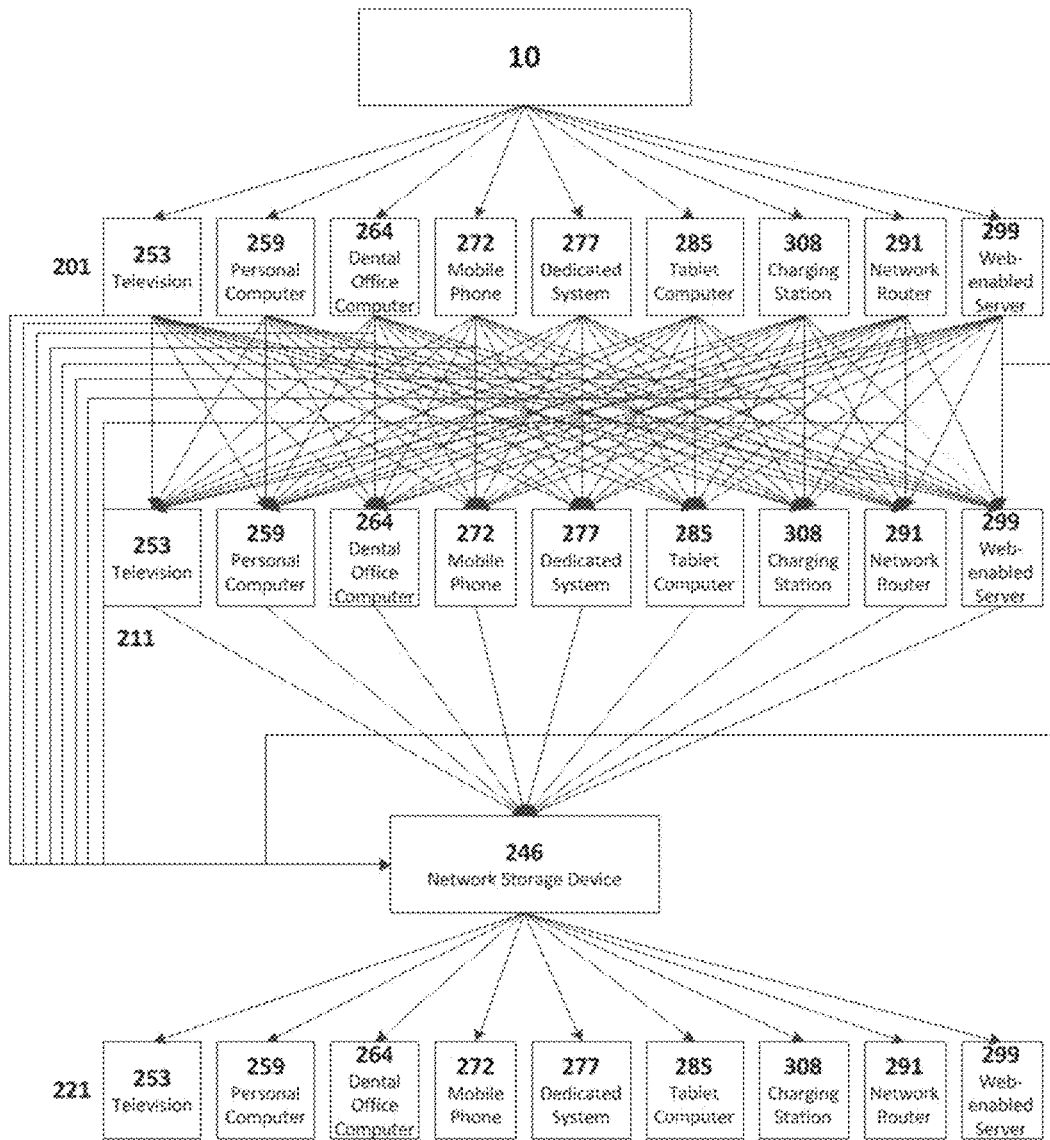 10
201
253
Television
259
Personal
Computer
264
Dental
Office
Computer
272
Mobile
Phone
277
Dedicated
System
285
Tablet
Computer
308
Charging
Station
291
Network
Router
299
Web-
enabled
Server
253
Television
259
Personal
Computer
264
Dental
Office
Computer
272
Mobile
Phone
277
Dedicated
System
285
Tablet
Computer
308
Charging
Station
291
Network
Router
299
Web-
enabled
Server
211
246
Network Storage Device
221
253
Television
259
Personal
Computer
264
Dental
Office
Computer
272
Mobile
Phone
277
Dedicated
System
285
Tablet
Computer
308
Charging
Station
291
Network
Router
299
Web-
enabled
Server